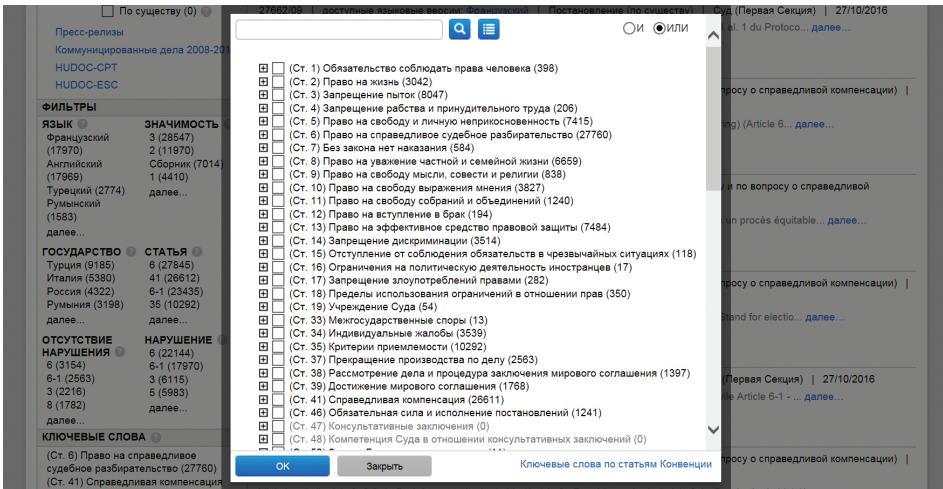 По существу (0)
Пресс-релизы
Коммуницированные дела 2008-201
HUDOC-CPT
HUDOC-ESC
ФИЛЬТРЫ
ЯЗЫК
Французский
(17970)
Английский
(17969)
Турецкий (2774)
Румынский
(1583)
далее...
ЗНАЧИМОСТЬ
3 (28547)
2 (11970)
Сборник (7014)
1 (4410)
далее...
ГОСУДАРСТВО
Турция (9185)
Италия (5380)
Россия (4322)
Румыния (3198)
далее...
СТАТЬЯ
6 (27845)
41 (26612)
6-1 (23435)
35 (10292)
далее...
ОТСУТСТВИЕ
НАРУШЕНИЯ
6 (3154)
6-1 (2563)
3 (2216)
8 (1782)
далее...
НАРУШЕНИЕ
6 (22144)
6-1 (17970)
3 (6115)
5 (5983)
далее...
КЛЮЧЕВЫЕ СЛОВА
(Ст. 6) Право на справедливое
судебное разбирательство (27760)
(Ст. 41) Справедливая компенсация
27662/09 | доступные языковые версии: Французский | Постановление (по существу) | Суд (Первая Секция) | 27/10/2016
al. 1 du Protoco... далее...
И ИЛИ
(Ст. 1) Обязательство соблюдать права человека (398)
(Ст. 2) Право на жизнь (3042)
(Ст. 3) Запрещение пыток (8047)
(Ст. 4) Запрещение рабства и принудительного труда (206)
(Ст. 5) Право на свободу и личную неприкосновенность (7415)
(Ст. 6) Право на справедливое судебное разбирательство (27760)
(Ст. 7) Без закона нет наказания (584)
(Ст. 8) Право на уважение частной и семейной жизни (6659)
(Ст. 9) Право на свободу мысли, совести и религии (838)
(Ст. 10) Право на свободу выражения мнения (3827)
(Ст. 11) Право на свободу собраний и объединений (1240)
(Ст. 12) Право на вступление в брак (194)
(Ст. 13) Право на эффективное средство правовой защиты (7484)
(Ст. 14) Запрещение дискриминации (3514)
(Ст. 15) Отступление от соблюдения обязательств в чрезвычайных ситуациях (118)
(Ст. 16) Ограничения на политическую деятельность иностранцев (17)
(Ст. 17) Запрещение злоупотреблений правами (282)
(Ст. 18) Пределы использования ограничений в отношении прав (350)
(Ст. 19) Учреждение Суда (54)
(Ст. 33) Межгосударственные споры (13)
(Ст. 34) Индивидуальные жалобы (3539)
(Ст. 35) Критерии приемлемости (10292)
(Ст. 37) Прекращение производства по делу (2563)
(Ст. 38) Рассмотрение дела и процедура заключения мирового соглашения (1397)
(Ст. 39) Достижение мирового соглашения (1768)
(Ст. 41) Справедливая компенсация (26611)
(Ст. 46) Обязательная сила и исполнение постановлений (1241)
(Ст. 47) Консультативные заключения (0)
(Ст. 48) Компетенция Суда в отношении консультативных заключений (0)
OK
Закрыть
Ключевые слова по статьям Конвенции
просу о справедливой компенсации) |
ng) (Article 6... далее...
у и по вопросу о справедливой
un procès équitable... далее...
просу о справедливой компенсации) |
Stand for electio... далее...
(Первая Секция) | 27/10/2016
ile Article 6-1 - ... далее...
просу о справедливой компенсации) |